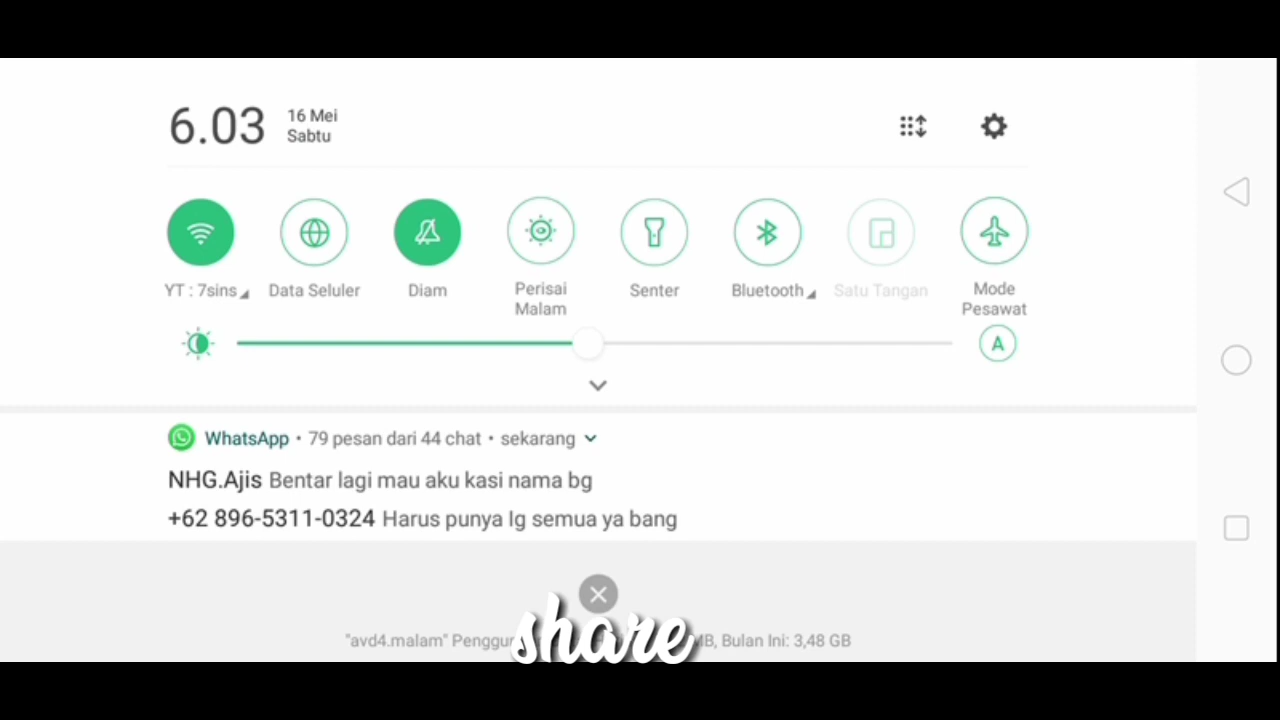 6.03
16 Mei
Sabtu
YT : 7sins
Data Seluler
Diam
Perisai Malam
Senter
Bluetooth
Satu Tangan
Mode Pesawat
A
WhatsApp • 79 pesan dari 44 chat • sekarang
NHG.Ajis Bentar lagi mau aku kasi nama bg
+62 896-5311-0324 Harus punya Ig semua ya bang
share
"avd4.malam" MB, Bulan Ini: 3,48 GB